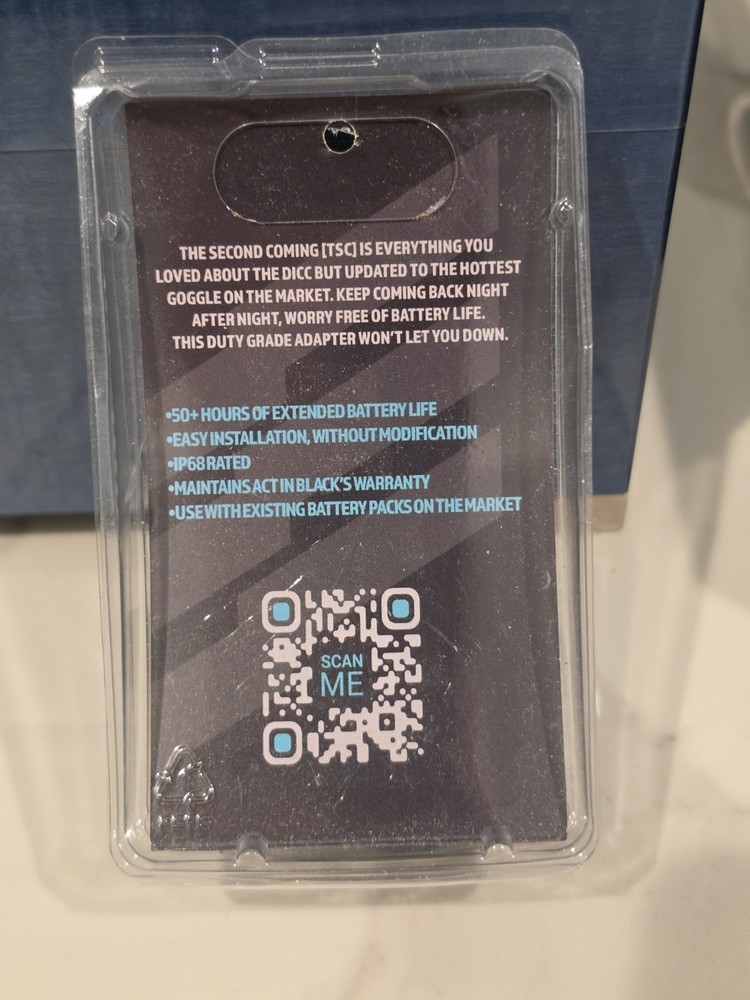 THE SECOND COMING [TSC] IS EVERYTHING YOU
LOVED ABOUT THE DICC BUT UPDATED TO THE HOTTEST
GOGGLE ON THE MARKET. KEEP COMING BACK NIGHT
AFTER NIGHT, WORRY FREE OF BATTERY LIFE.
THIS DUTY GRADE ADAPTER WON'T LET YOU DOWN.
•50+ HOURS OF EXTENDED BATTERY LIFE
•EASY INSTALLATION, WITHOUT MODIFICATION
•IP68 RATED
•MAINTAINS ACT IN BLACK'S WARRANTY
•USE WITH EXISTING BATTERY PACKS ON THE MARKET
SCAN
ME